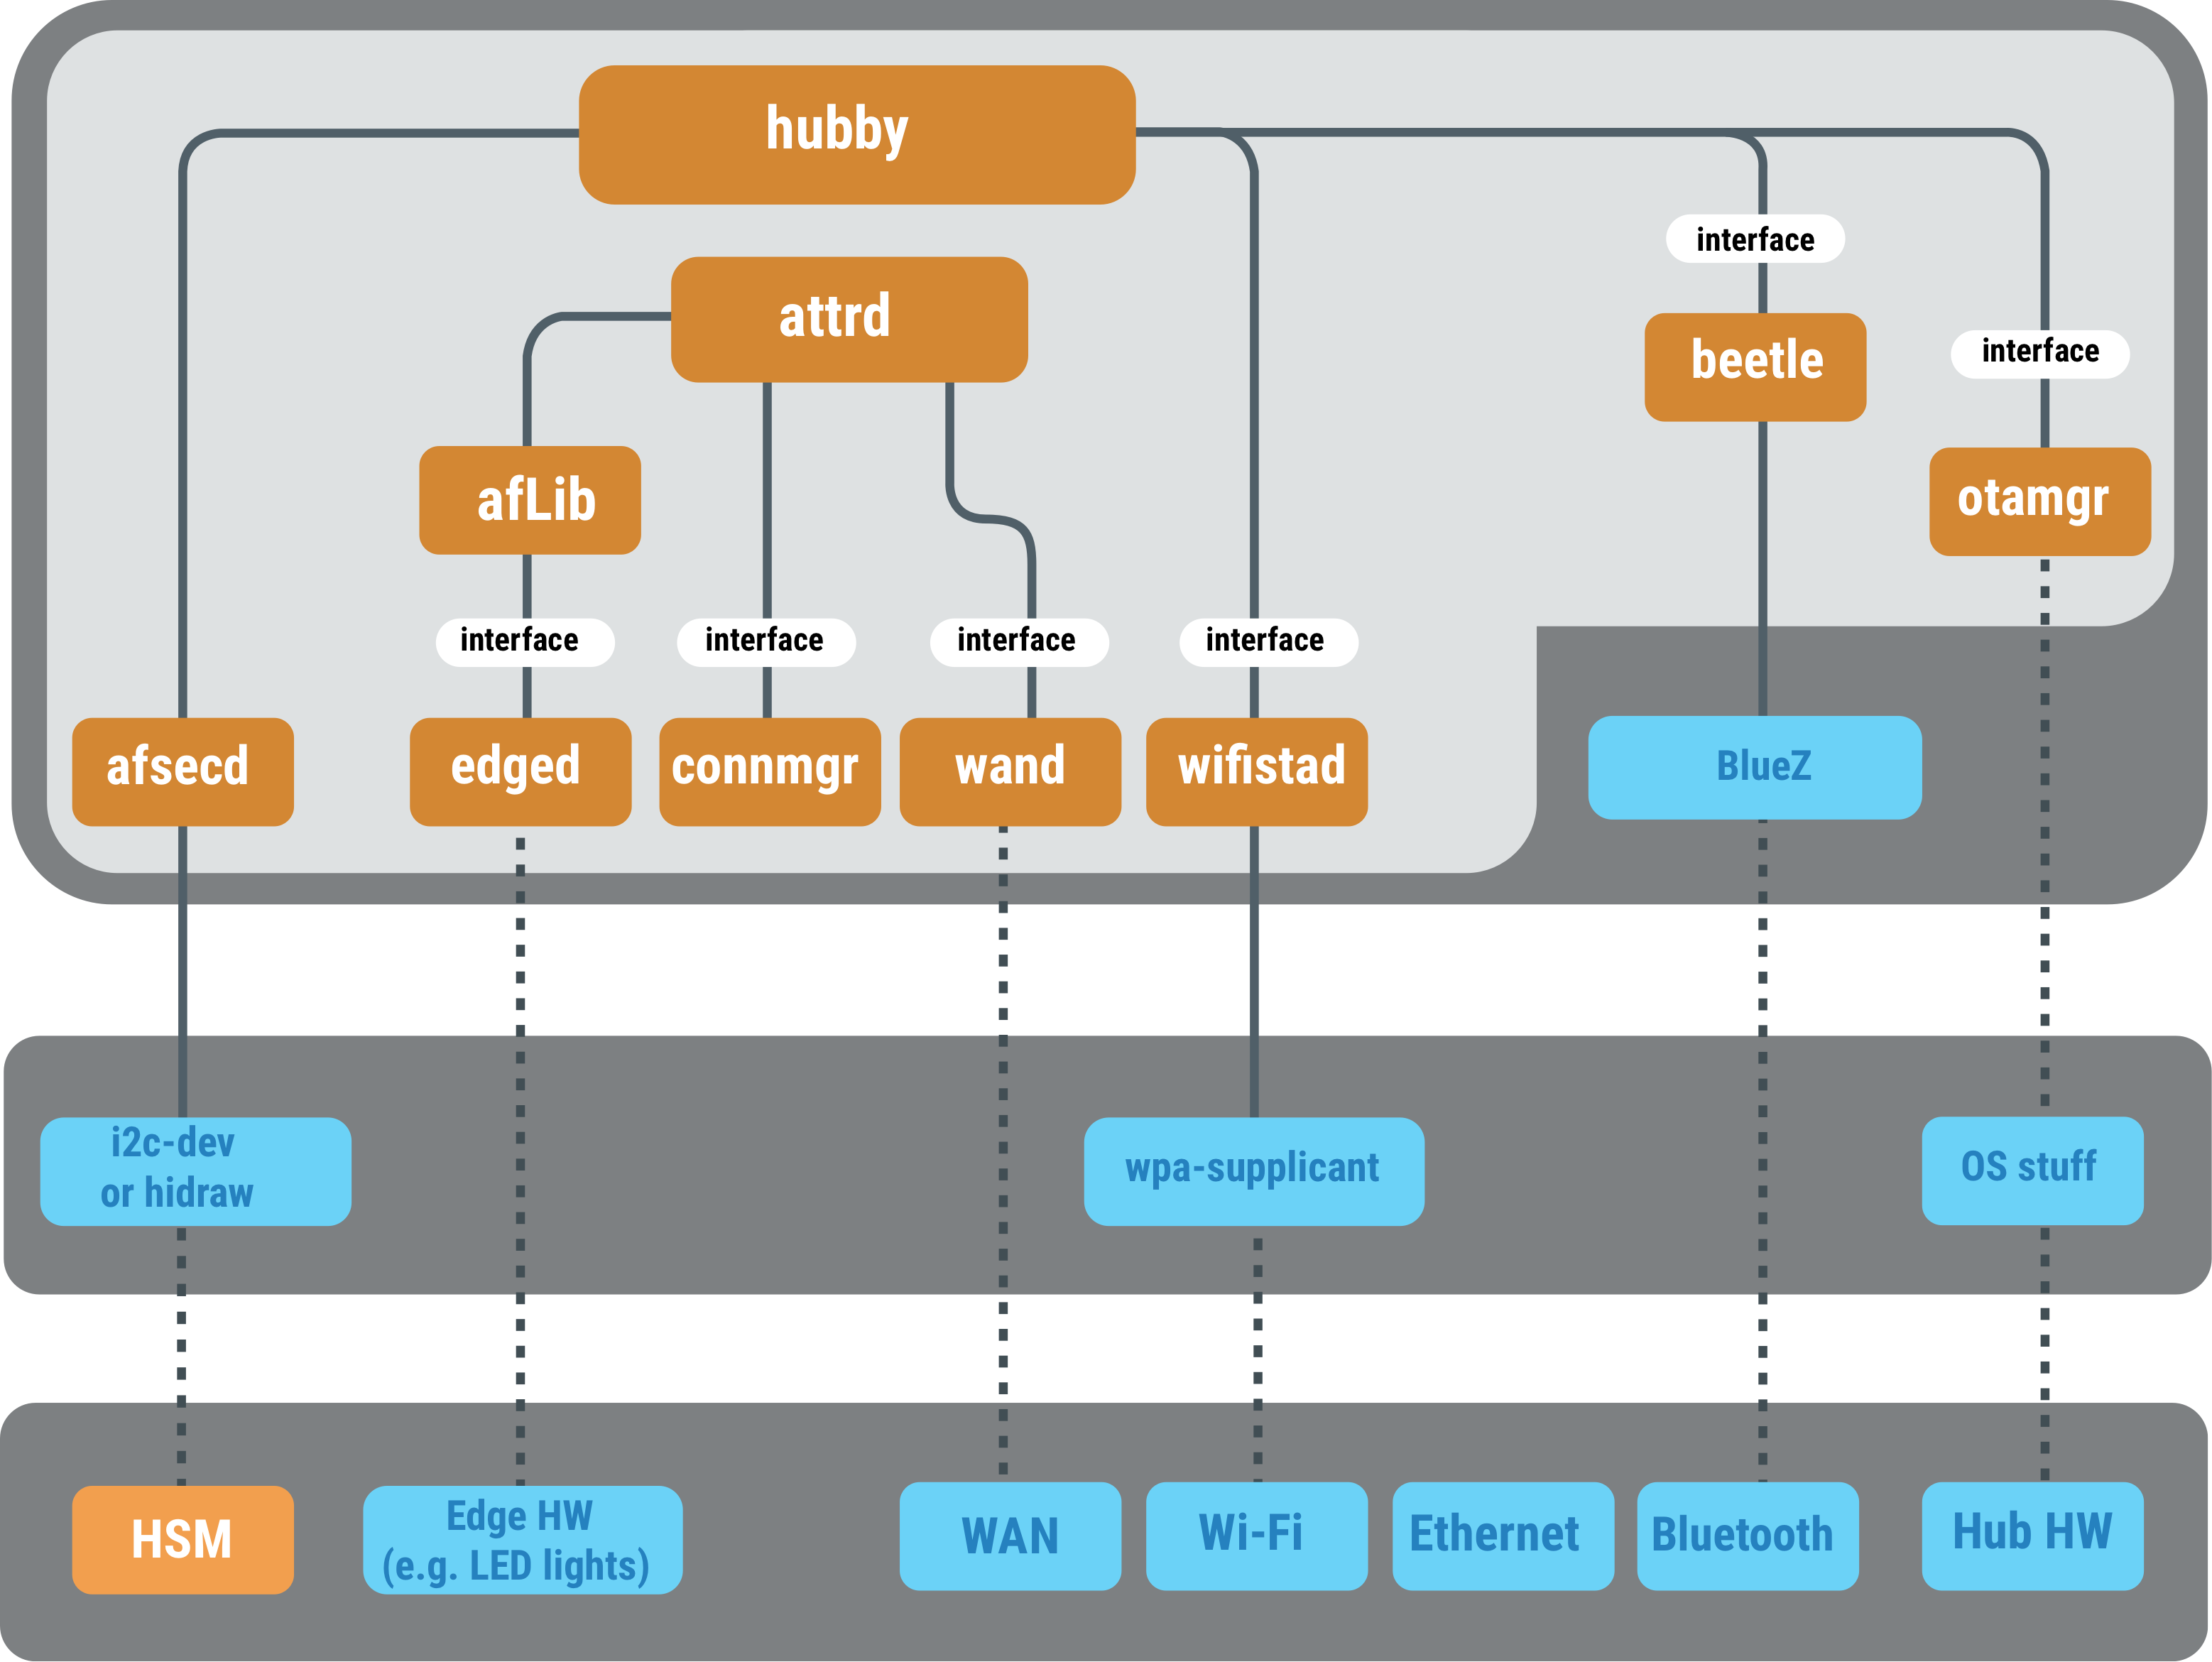 hubby
interface
attrd
beetle
interface
afLib
otamgr
interface
interface
interface
interface
afsecd
edged
connmgr
wand
wifistad
BlueZ
i2c-dev
or hidraw
wpa-supplicant
Os stuff
HSM
Edge HW
(e.g. LED lights)
WAN
Wi-Fi
Ethernet
Bluetooth
Hub HW